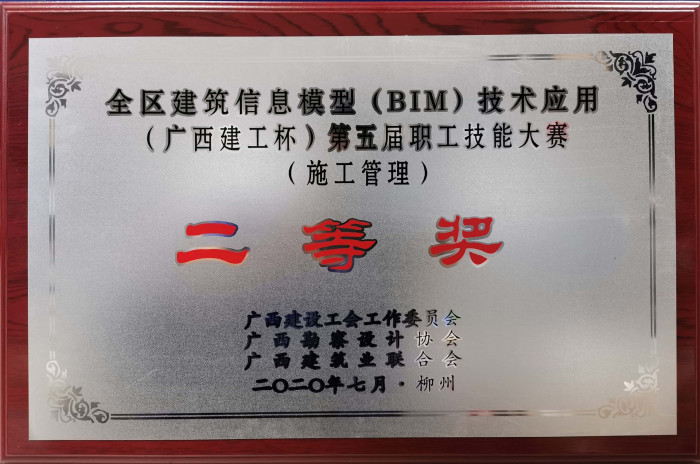 全区建筑信息模型（BIM）技术应用
（广西建工杯）第五届职工技能大赛
（施工管理）
二等奖
广西建设工会工作委员会
广西勘察设计协会
广西建筑业联合会
二〇二〇年七月·柳州